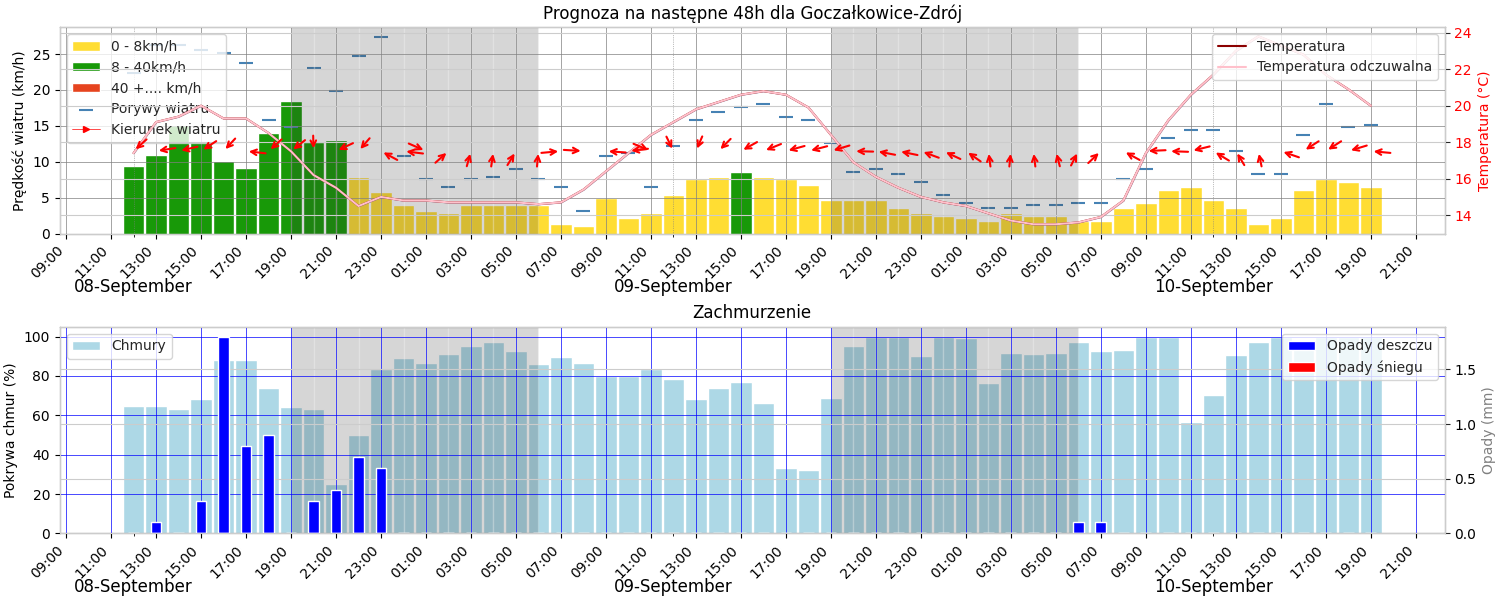 Prognoza na następne 48h dla Goczałkowice-Zdrój
Prędkość wiatru (km/h)
25
20
15
10
5
0
0 - 8km/h
8 - 40km/h
40 +.... km/h
Porywy wiatru
Kierunek wiatru
Temperatura
Temperatura odczuwalna
24
22
20
18
16
14
Temperatura (°C)
09:00 11:00 13:00 15:00 17:00 19:00 21:00 23:00 01:00 03:00 05:00 07:00 09:00 11:00 13:00 15:00 17:00 19:00 21:00 23:00 01:00 03:00 05:00 07:00 09:00 11:00 13:00 15:00 17:00 19:00 21:00
08-September 09-September 10-September
Zachmurzenie
Pokrywa chmur (%)
100
80
60
40
20
0
Chmury
Opady deszczu
Opady śniegu
1.5
1.0
0.5
0.0
Opady (mm)
09:00 11:00 13:00 15:00 17:00 19:00 21:00 23:00 01:00 03:00 05:00 07:00 09:00 11:00 13:00 15:00 17:00 19:00 21:00 23:00 01:00 03:00 05:00 07:00 09:00 11:00 13:00 15:00 17:00 19:00 21:00
08-September 09-September 10-September